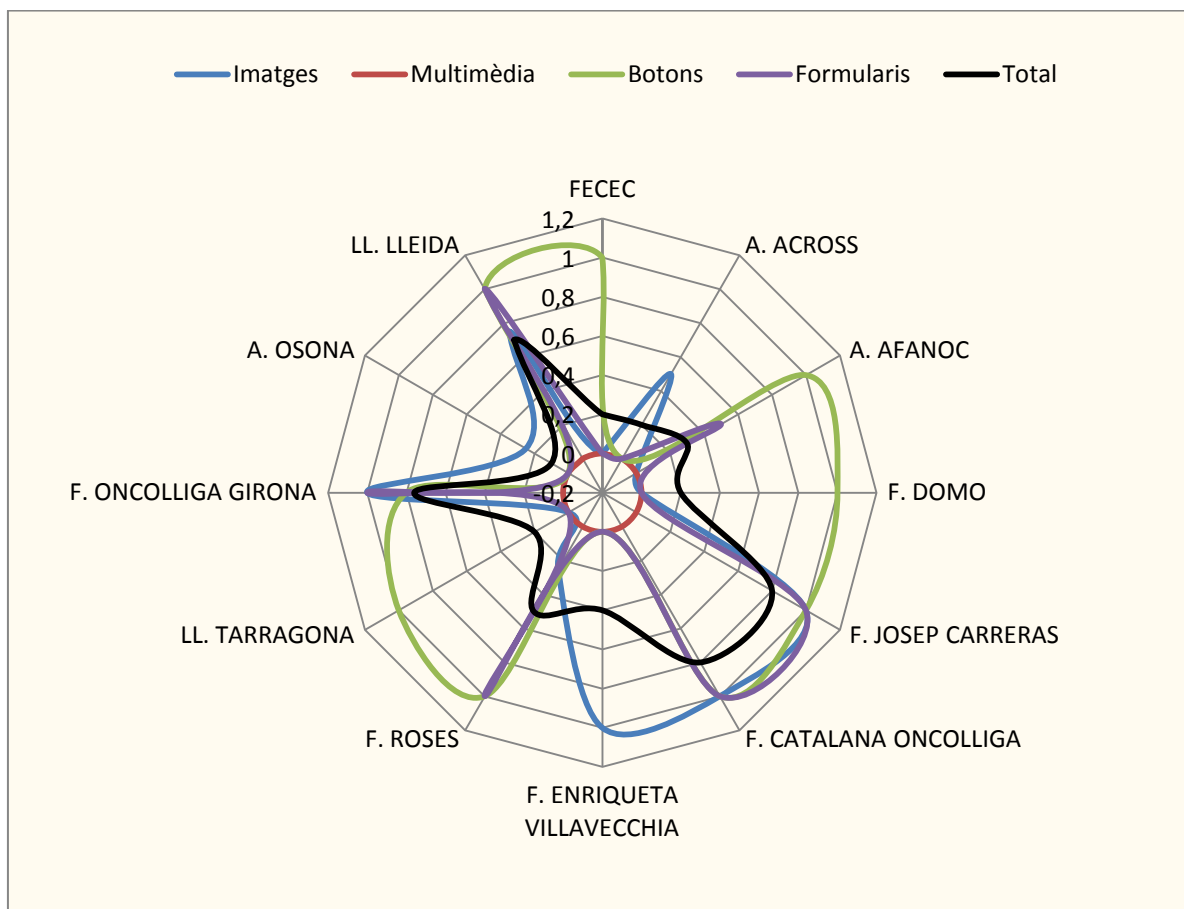 Imatges Multimèdia Botons Formularis Total
FECEC
1,2
1
0,8
0,6
0,4
0,2
0
-0,2
A. ACROSS
A. AFANOC
F. DOMO
F. JOSEP CARRERAS
F. CATALANA ONCOLLIGA
F. ENRIQUETA
VILLAVECCHIA
F. ROSES
LL. TARRAGONA
F. ONCOLLIGA GIRONA
A. OSONA
LL. LLEIDA